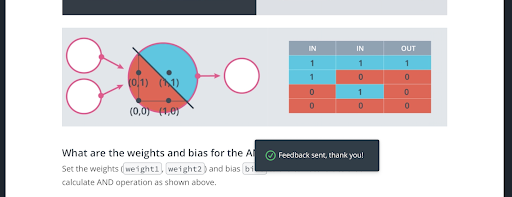 IN IN OUT
1 1 1
1 0 0
0 1 0
0 0 0
(0,1) (1,1)
(0,0) (1,0)
What are the weights and bias for the
Feedback sent, thank you!
Set the weights (weight1, weight2) and bias
calculate AND operation as shown above.